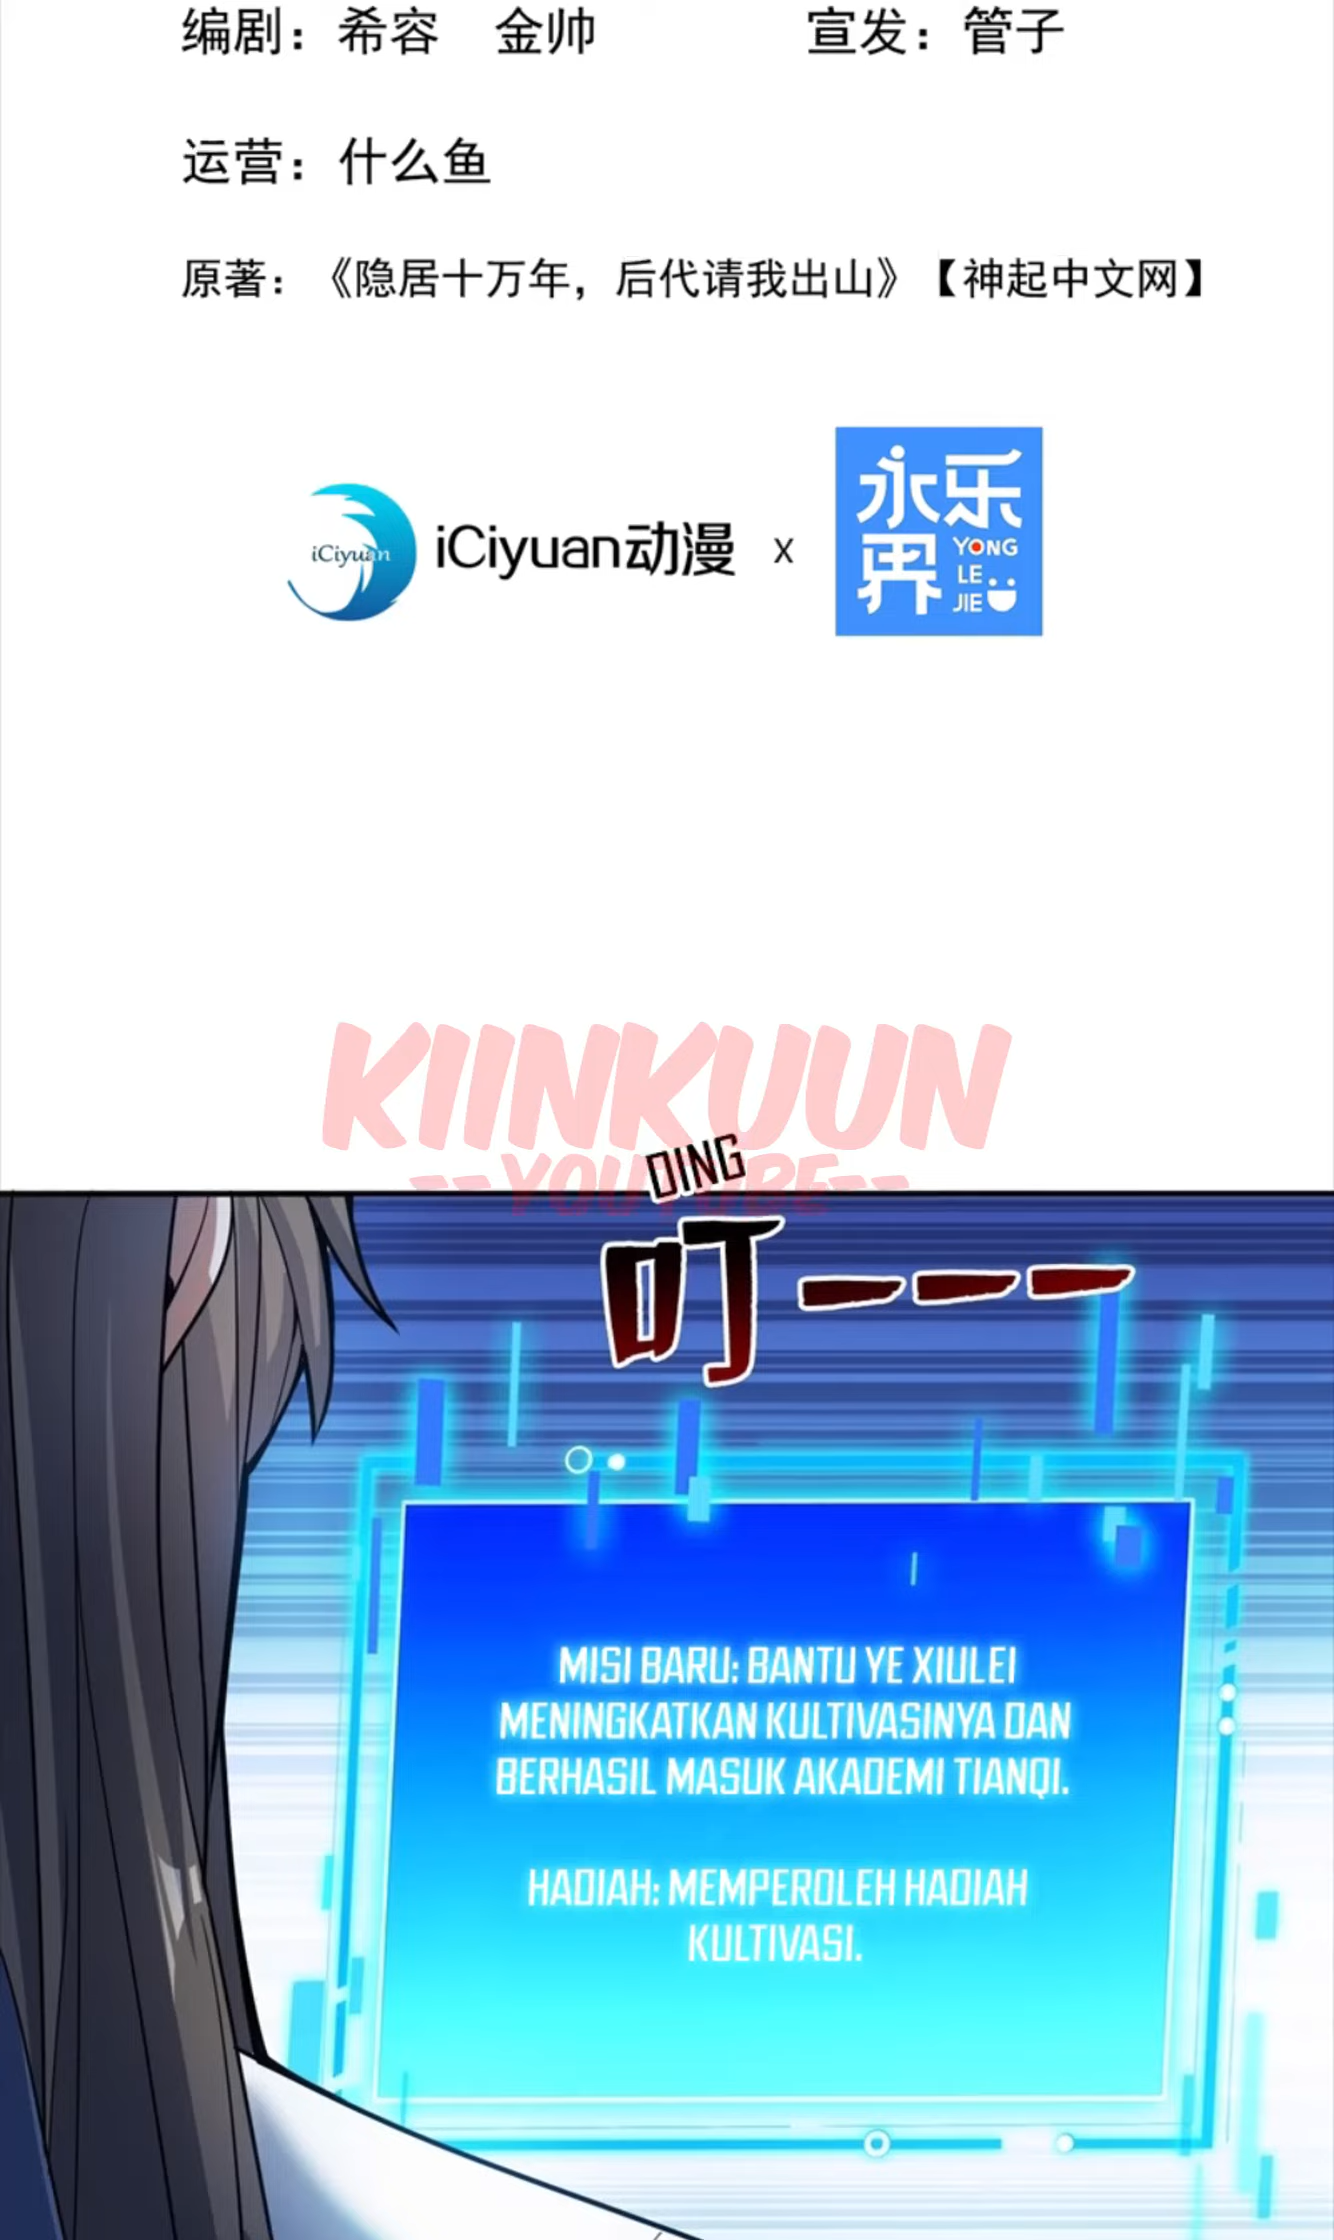 编剧：希容　金帅　　　　宣发：管子
运营：什么鱼
原著：《隐居十万年，后代请我出山》【神起中文网】
iCiyuan
iCiyuan动漫 x
永乐
界
YONG
LE
JIE
KIINKUUN
--YOUTUBE--
DING
叮———
MISI BARU: BANTU YE XIULEI
MENINGKATKAN KULTIVASINYA DAN
BERHASIL MASUK AKADEMI TIANQI.
HADIAH: MEMPEROLEH HADIAH
KULTIVASI.